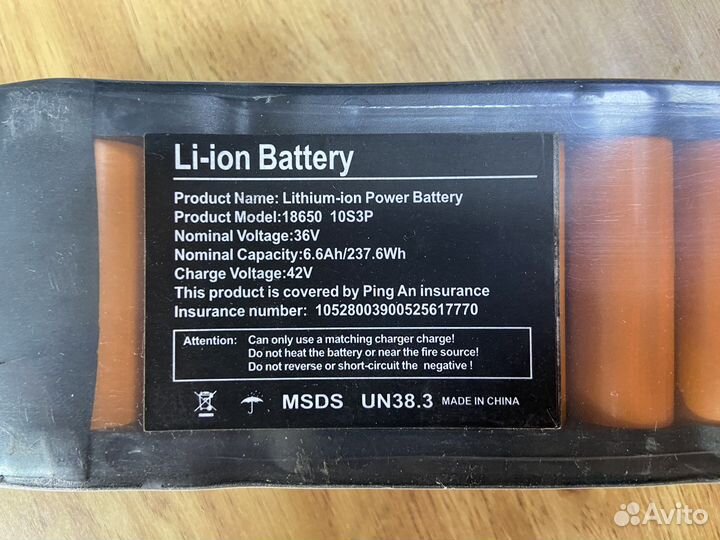 Li-ion Battery
Product Name: Lithium-ion Power Battery
Product Model:18650 10S3P
Nominal Voltage:36V
Nominal Capacity:6.6Ah/237.6Wh
Charge Voltage:42V
This product is covered by Ping An insurance
Insurance number: 10528003900525617770
Attention: Can only use a matching charger charge!
Do not heat the battery or near the fire source!
Do not reverse or short-circuit the negative !
MSDS UN38.3 MADE IN CHINA
Avito